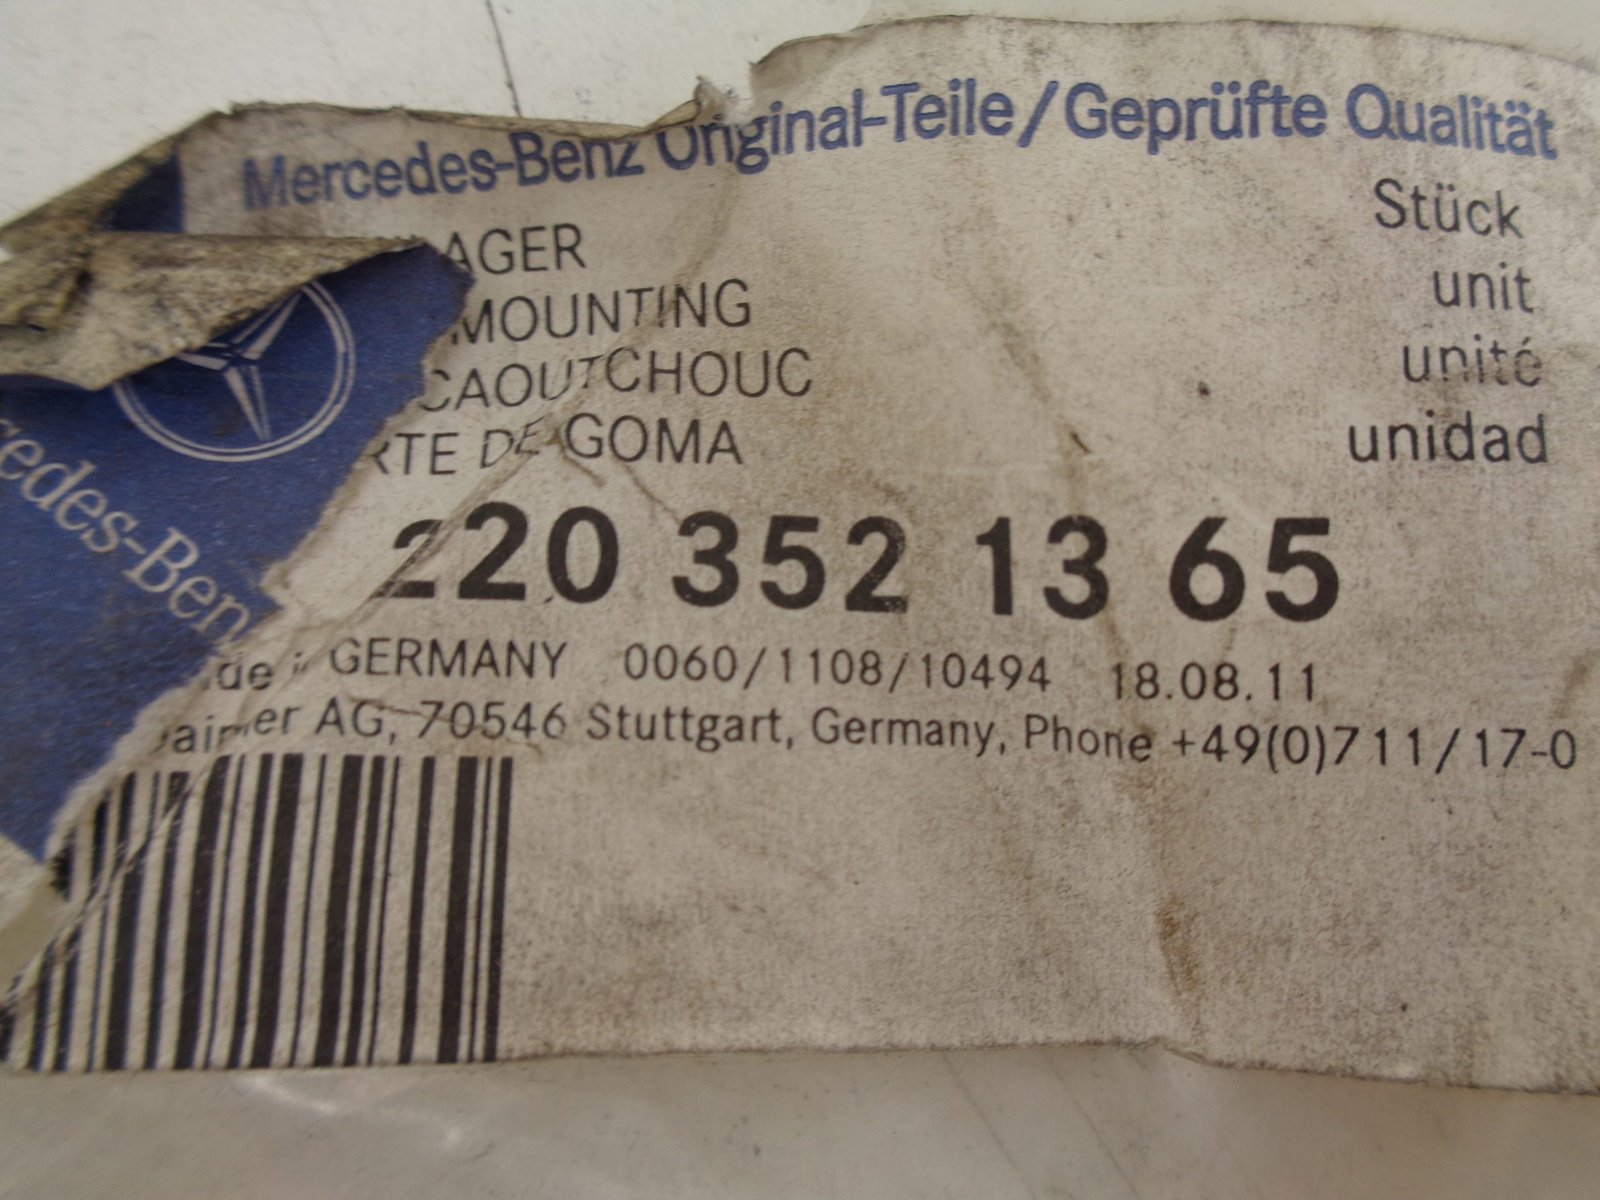 Mercedes-Benz Original-Teile/Geprüfte Qualität
AGER
MOUNTING
CAOUTCHOUC
RTE DE GOMA
Stück
unit
unité
unidad
cedes-Ben
220 352 13 65
de i GERMANY 0060/1108/10494 18.08.11
aimler AG, 70546 Stuttgart, Germany, Phone +49(0)711/17-0